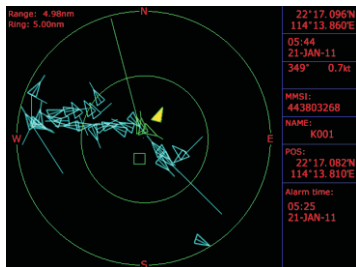 Range: 4.98nm
Ring: 5.00nm
N
W
E
S
22°17.096'N
114°13.860'E
05:44
21-JAN-11
349° 0.7kt
MMSI:
443803268
NAME:
K001
POS:
22°17.082'N
114°13.810'E
Alarm time:
05:25
21-JAN-11